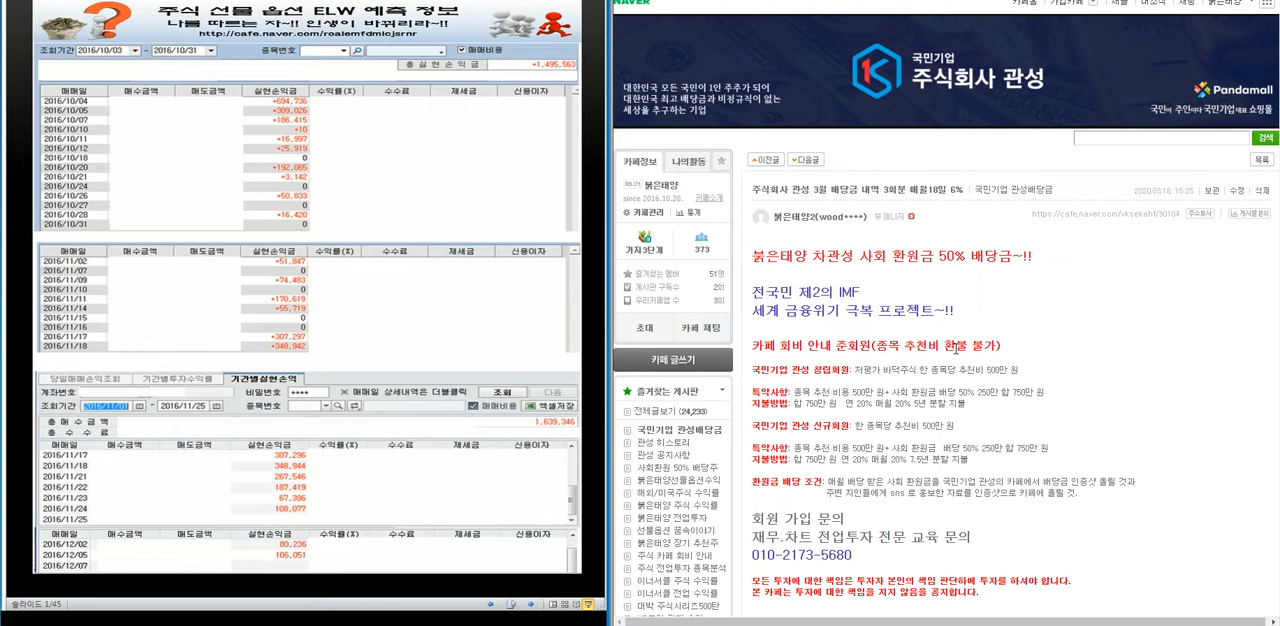 주식 선물 옵션 ELW 예측 정보
나를 따르는 자~!! 인생이 바뀌리라~!!
http://cafe.naver.com/roalemfdmlcjsrnr
조회기간 2016/10/03 - 2016/10/31 종목번호 매매비용
총 실 현 손 익 금 +1,495,563
매매일 매수금액 매도금액 실현손익금 수익률(%) 수수료 제세금 신용이자
2016/10/04 +694,736
2016/10/05 +309,026
2016/10/07 +186,415
2016/10/10 +10
2016/10/11 +16,997
2016/10/12 +25,919
2016/10/18 0
2016/10/20 +192,065
2016/10/21 +3,142
2016/10/24 0
2016/10/26 +50,833
2016/10/27 0
2016/10/28 +16,420
2016/10/31 0
매매일 매수금액 매도금액 실현손익금 수익률(%) 수수료 제세금 신용이자
2016/11/02 +51,847
2016/11/07 0
2016/11/09 +74,483
2016/11/10 0
2016/11/11 +170,619
2016/11/14 +55,719
2016/11/15 0
2016/11/16 0
2016/11/17 +307,297
2016/11/18 +348,942
당일매매손익조회 기간별투자수익률 기간별실현손익
계좌번호 비밀번호 **** 매매일 상세내역은 더블클릭 조회 다음
조회기간 2016/11/01 - 2016/11/25 종목번호 매매비용 엑셀저장
총 매 수 금 액 1,639,346
총 수 수 료
매매일 매수금액 매도금액 실현손익금 수익률(%) 수수료 제세금 신용이자
2016/11/17 307,296
2016/11/18 348,944
2016/11/21 267,546
2016/11/22 187,419
2016/11/23 67,396
2016/11/24 108,077
2016/11/25
매매일 매수금액 매도금액 실현손익금 수익률(%) 수수료 제세금 신용이자
2016/12/02 80,236
2016/12/05 106,051
2016/12/07
슬라이드 1/45
NAVER
대한민국 모든 국민이 1인 주주가 되어
대한민국 최고 배당금과 비정규직이 없는
세상을 추구하는 기업
국민기업
주식회사 관성
Pandamall
국민이 주인이다 국민기업대표 쇼핑몰
검색
카페정보 나의활동
매니저 붉은태양
since 2016.10.20. 카페소개
카페관리 통계
가지3단계 373
즐겨찾는 멤버 51명
게시판 구독수 2회
우리카페앱 수 3회
초대 카페 채팅
카페 글쓰기
즐겨찾는 게시판
전체글보기 (24,233)
국민기업 관성배당금
관성 히스토리
관성 공지사항
사회환원 50% 배당주
붉은태양선물옵션수익
해외/미국주식 수익률
붉은태양 주식 수익률
붉은태양 전업투자
선물옵션 꿈속이야기
붉은태양 장기 추천주
주식 카페 회비 안내
주식 전업투자 종목분석
이너서클 주식 수익률
이너서클 전업 수익률
대박 주식시리즈500탄
이전글 다음글 목록
주식회사 관성 3월 배당금 내역 3회분 매월18일 6% 국민기업 관성배당금
2020,03,18, 15:25 보관 수정 삭제
붉은태양2(wood****) 부매니저
https://cafe.naver.com/vkzekaht/30104 주소복사 게시글 분석
붉은태양 차관성 사회 환원금 50% 배당금~!!
전국민 제2의 IMF
세계 금융위기 극복 프로젝트~!!
카페 회비 안내 준회원(종목 추천비 환불 불가)
국민기업 관성 창립회원: 저평가 바닥주식 한 종목당 추천비 500만 원
특약사항: 종목 추천 비용 500만 원+ 사회 환원금 배당 50% 250만 합 750만 원
지불방법: 합 750만 원 연 20% 매월 20% 5년 분할 지불
국민기업 관성 신규회원: 한 종목당 추천비 500만 원
특약사항: 종목 추천 비용 500만 원+ 사회 환원금 배당 50% 250만 합 750만 원
지불방법: 합 750만 원 연 20% 매월 20% 7.5년 분할 지불
환원금 배당 조건: 매월 배당 받은 사회 환원금을 국민기업 관성의 카페에서 배당금 인증샷 올릴 것과
주변 지인들에게 sns 로 홍보한 자료를 인증샷으로 카페에 올릴 것.
회원 가입 문의
재무.차트 전업투자 전문 교육 문의
010-2173-5680
모든 투자에 대한 책임은 투자자 본인의 책임 판단하에 투자를 하셔야 합니다.
본 카페는 투자에 대한 책임을 지지 않음을 공지합니다.